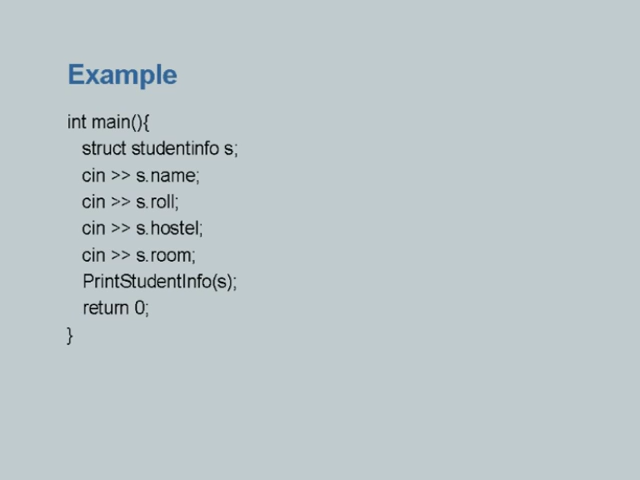 Example
int main(){
struct studentinfo s;
cin >> s.name;
cin >> s.roll;
cin >> s.hostel;
cin >> s.room;
PrintStudentInfo(s);
return 0;
}